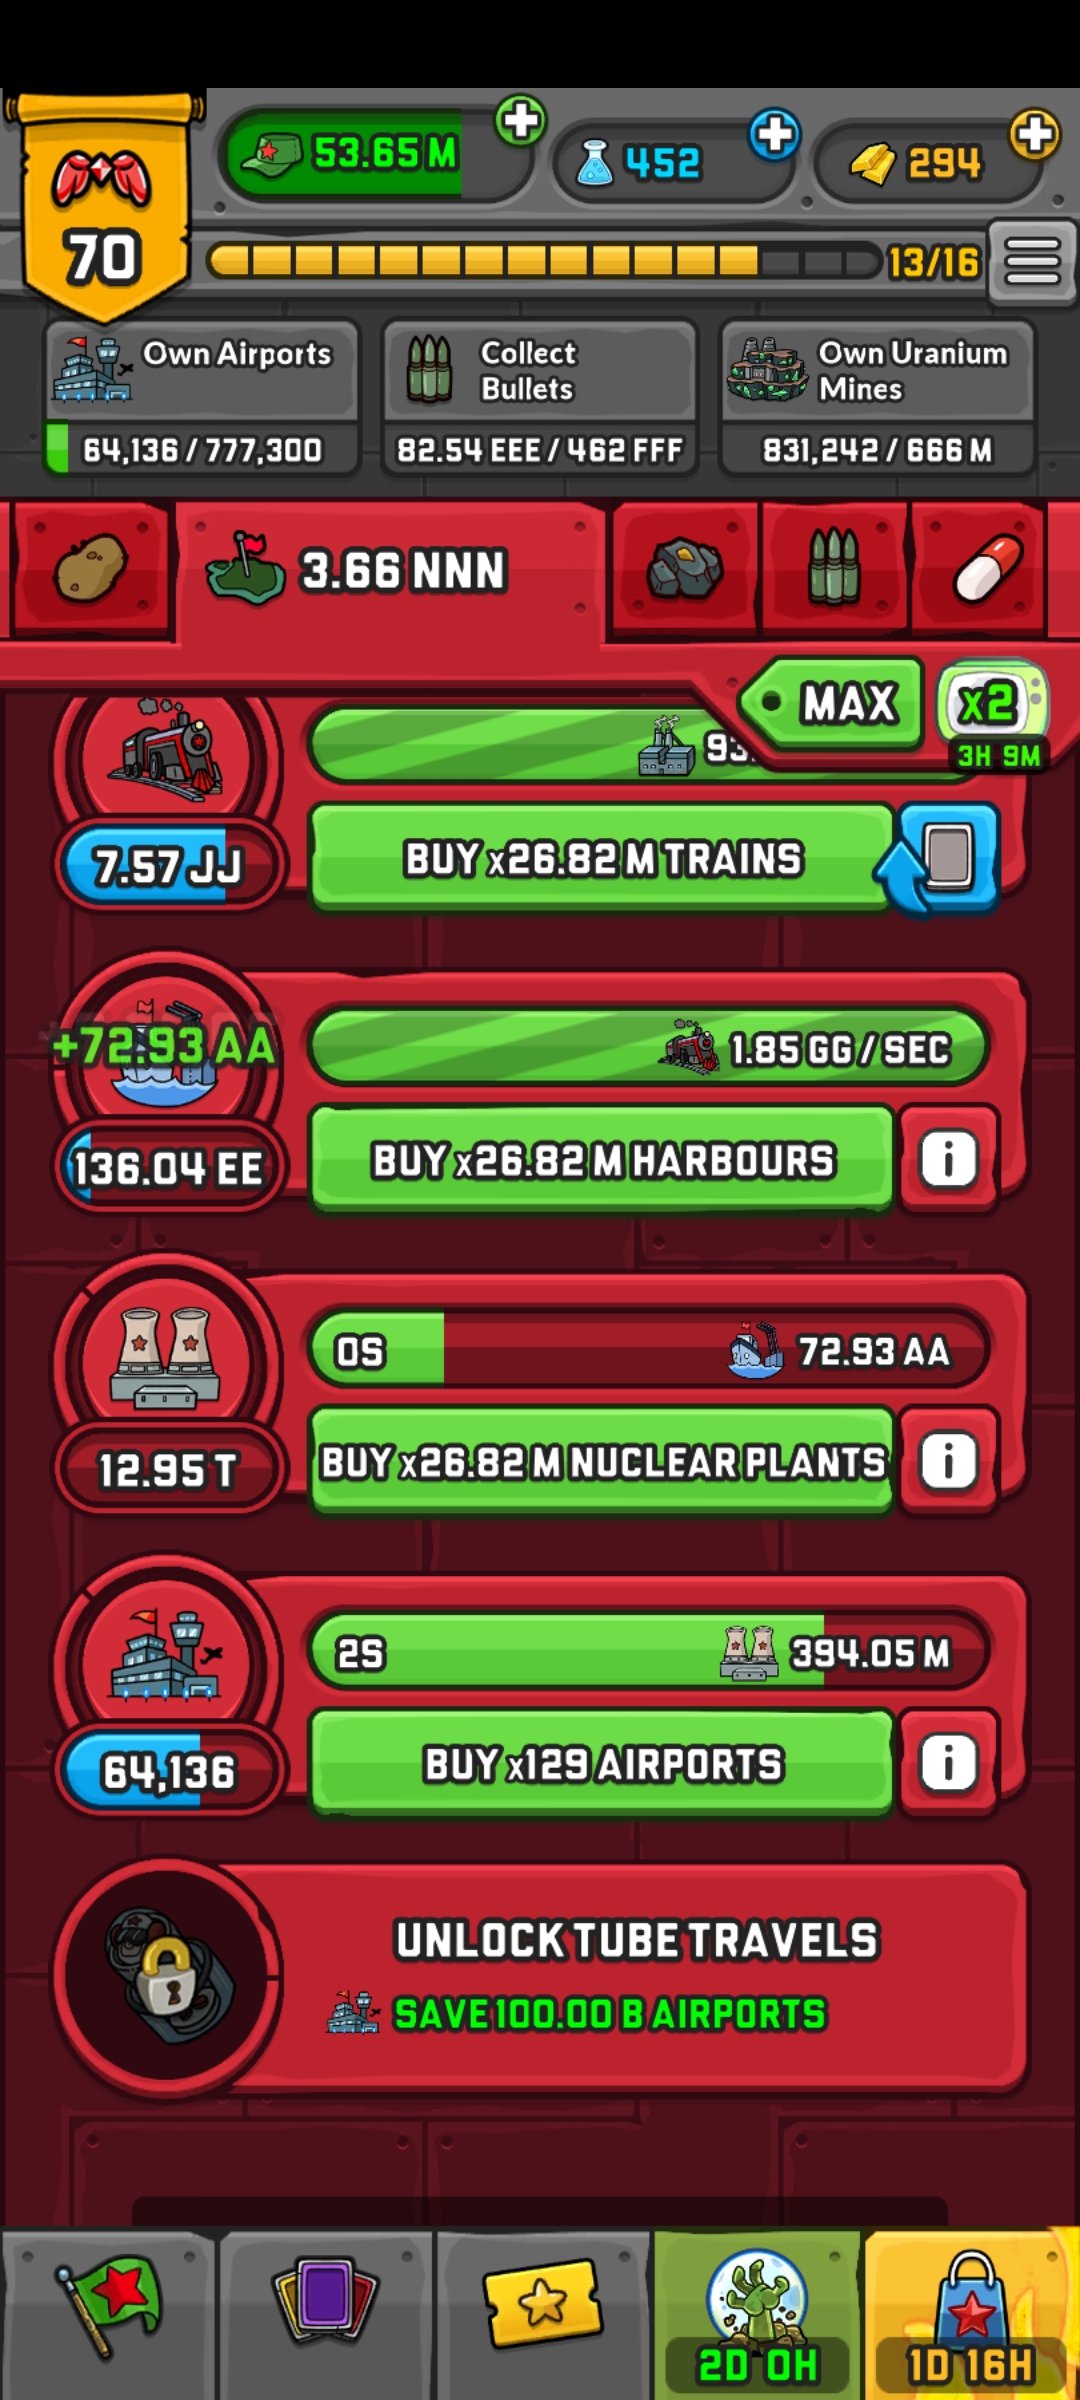 53.65 M
452
294
70
13/16
Own Airports
64,136 / 777,300
Collect
Bullets
82.54 EEE / 462 FFF
Own Uranium
Mines
831,242 / 666 M
3.66 NNN
MAX
x2
3H 9M
93.
7.57 JJ
BUY x26.82 M TRAINS
+72.93 AA
1.85 GG / SEC
136.04 EE
BUY x26.82 M HARBOURS
0S
72.93 AA
12.95 T
BUY x26.82 M NUCLEAR PLANTS
2S
394.05 M
64,136
BUY x129 AIRPORTS
UNLOCK TUBE TRAVELS
SAVE 100.00 B AIRPORTS
2D 0H
1D 16H